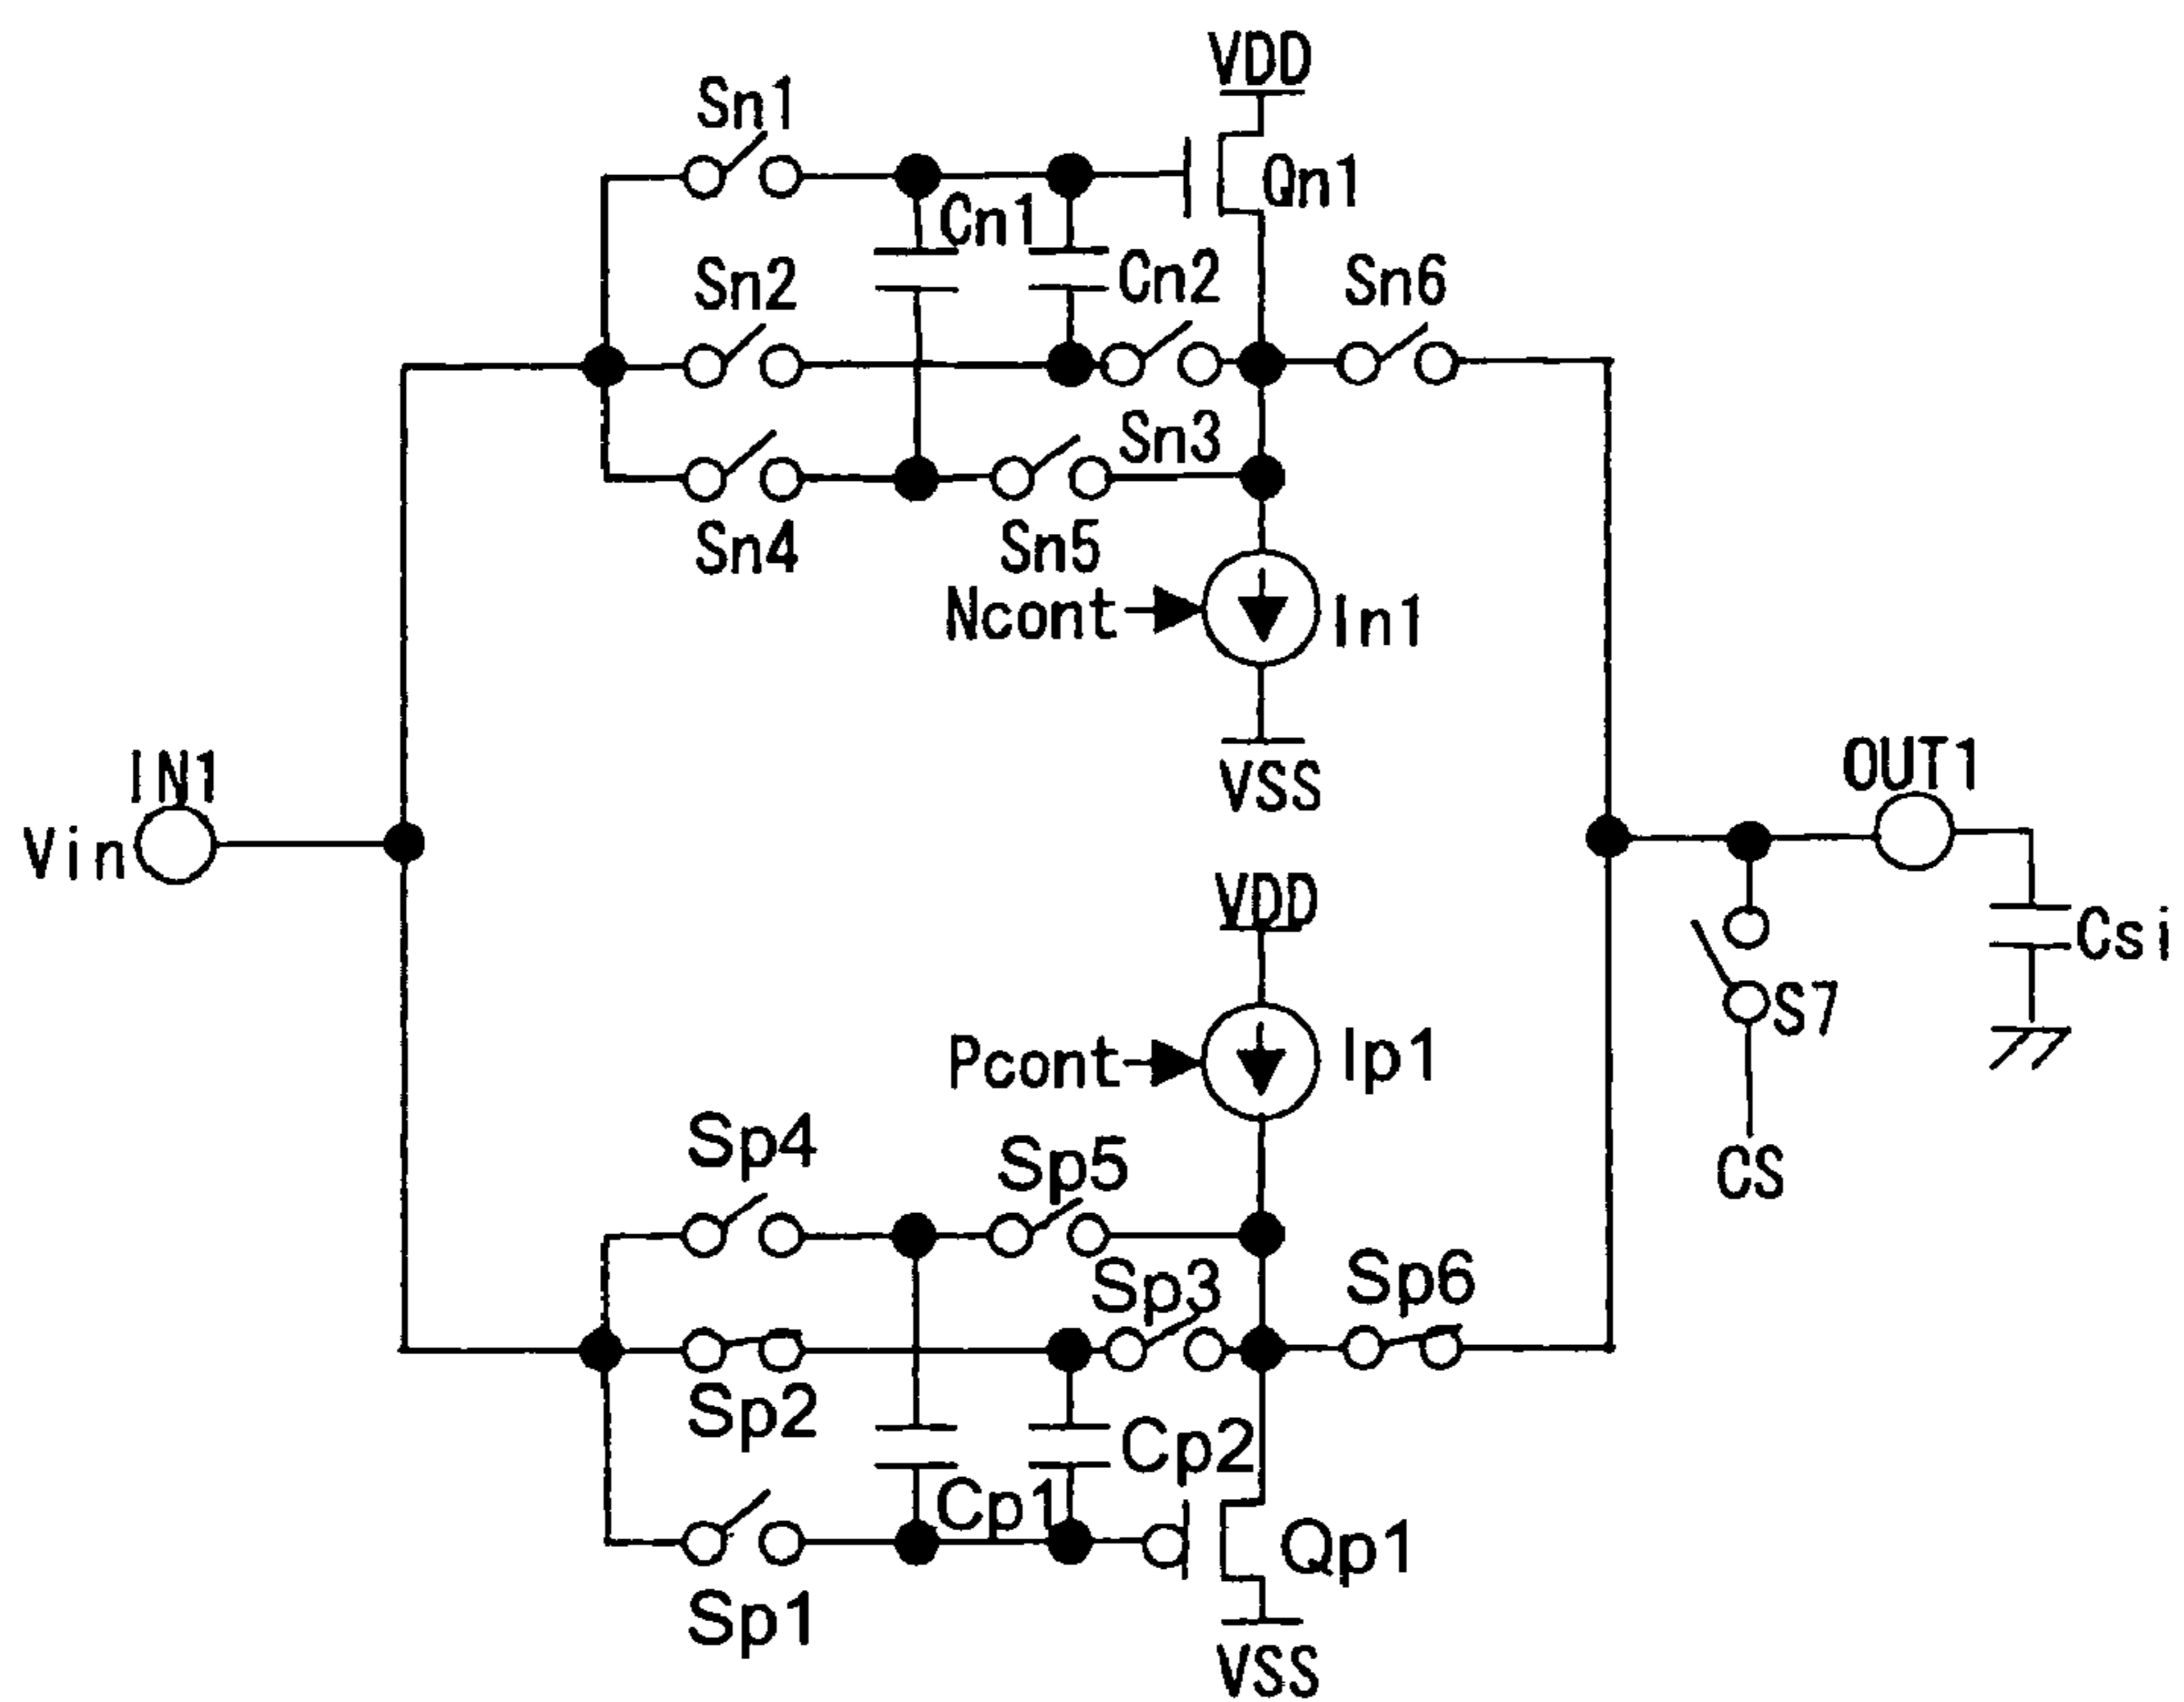 VDD
Sn1
Qn1
Cn1
Sn2
Cn2
Sn6
Sn3
Sn4
Sn5
Ncont
In1
VSS
IN1
OUT1
Vin
VDD
Csi
S7
Pcont
Ip1
CS
Sp4
Sp5
Sp3
Sp6
Sp2
Cp2
Cp1
Qp1
Sp1
VSS